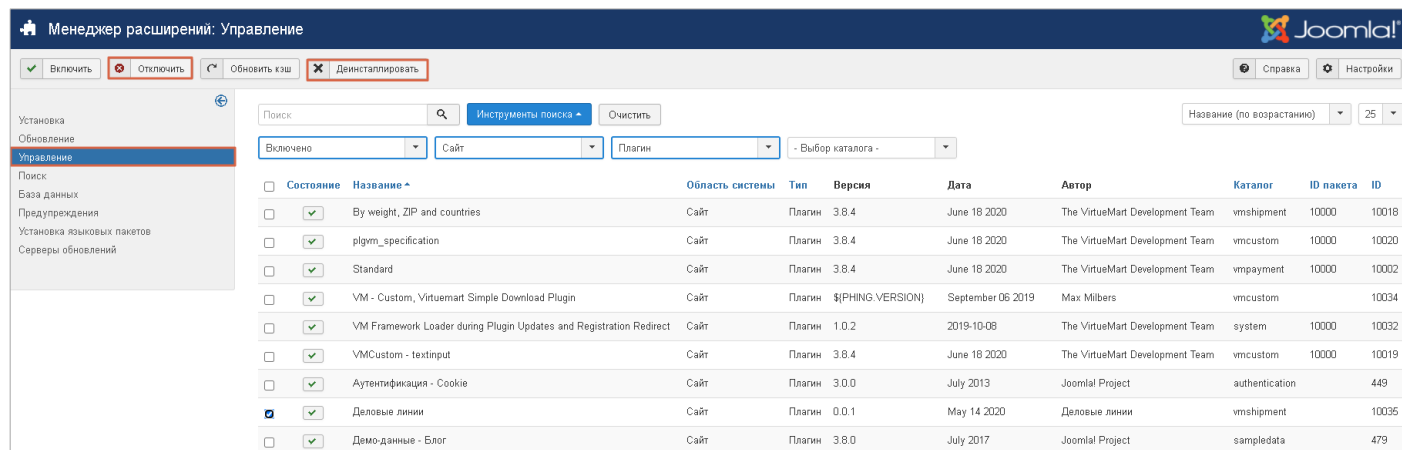 Менеджер расширений: Управление
Joomla!®
Включить Отключить Обновить кэш Деинсталлировать Справка Настройки
Установка
Обновление
Управление
Поиск
База данных
Предупреждения
Установка языковых пакетов
Серверы обновлений
Поиск Инструменты поиска Очистить Название (по возрастанию) 25
Включено Сайт Плагин - Выбор каталога -
Состояние Название Область системы Тип Версия Дата Автор Каталог ID пакета ID
By weight, ZIP and countries Сайт Плагин 3.8.4 June 18 2020 The VirtueMart Development Team vmshipment 10000 10018
plgvm_specification Сайт Плагин 3.8.4 June 18 2020 The VirtueMart Development Team vmcustom 10000 10020
Standard Сайт Плагин 3.8.4 June 18 2020 The VirtueMart Development Team vmpayment 10000 10002
VM - Custom, Virtuemart Simple Download Plugin Сайт Плагин ${PHING.VERSION} September 06 2019 Max Milbers vmcustom 10034
VM Framework Loader during Plugin Updates and Registration Redirect Сайт Плагин 1.0.2 2019-10-08 The VirtueMart Development Team system 10000 10032
VMCustom - textinput Сайт Плагин 3.8.4 June 18 2020 The VirtueMart Development Team vmcustom 10000 10019
Аутентификация - Cookie Сайт Плагин 3.0.0 July 2013 Joomla! Project authentication 449
Деловые линии Сайт Плагин 0.0.1 May 14 2020 Деловые линии vmshipment 10035
Демо-данные - Блог Сайт Плагин 3.8.0 July 2017 Joomla! Project sampledata 479